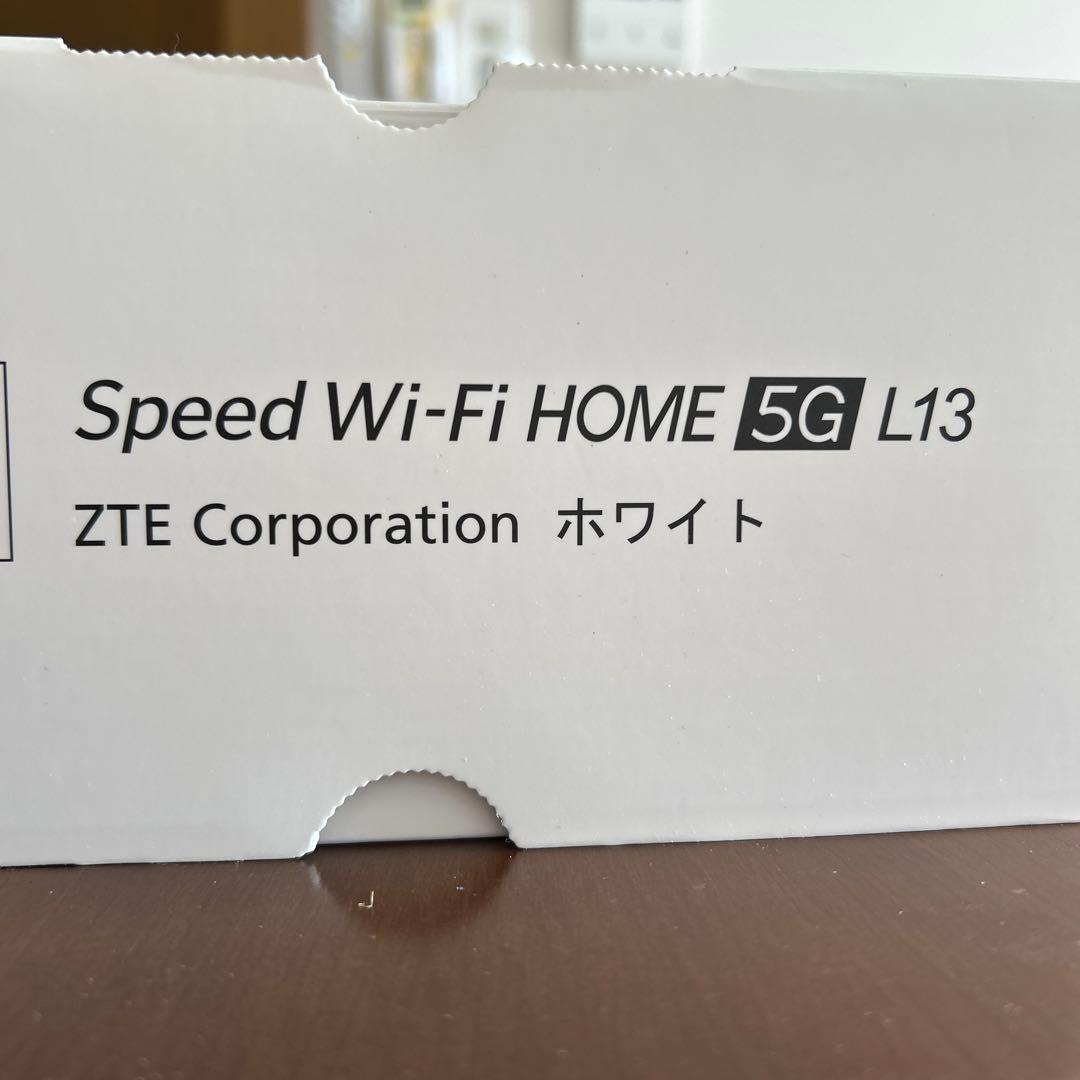 Speed Wi-Fi HOME 5G L13
ZTE Corporation ホワイト